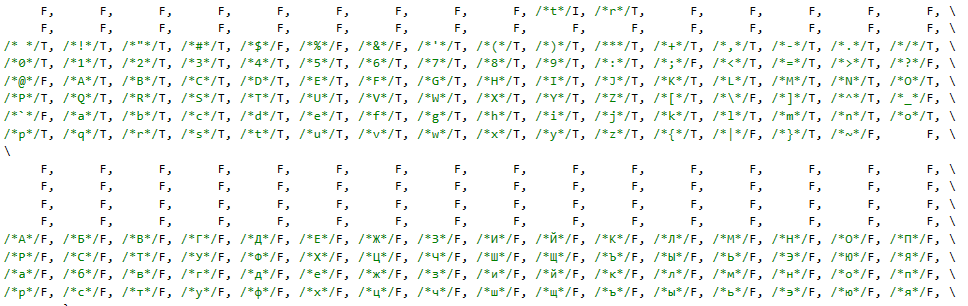 F, F, F, F, F, F, F, F, F, /*t*/I, /*r*/T, F, F, F, F, F, \
F, F, F, F, F, F, F, F, F, F, F, F, F, F, F, F, \
/* */T, /*!*/T, /*"*/T, /*#*/T, /*$*/F, /*%*/F, /*&*/F, /*'*/T, /*(*/T, /*)*/T, /***/T, /*+*/T, /*,*/T, /*-*/T, /*.*/T, /*/*/T, \
/*0*/T, /*1*/T, /*2*/T, /*3*/T, /*4*/T, /*5*/T, /*6*/T, /*7*/T, /*8*/T, /*9*/T, /*:*/T, /*;*/F, /*<*/T, /*=*/T, /*>*/T, /*?*/F, \
/*@*/F, /*A*/T, /*B*/T, /*C*/T, /*D*/T, /*E*/T, /*F*/T, /*G*/T, /*H*/T, /*I*/T, /*J*/T, /*K*/T, /*L*/T, /*M*/T, /*N*/T, /*O*/T, \
/*P*/T, /*Q*/T, /*R*/T, /*S*/T, /*T*/T, /*U*/T, /*V*/T, /*W*/T, /*X*/T, /*Y*/T, /*Z*/T, /*[*/T, /*\*/F, /*]*/T, /*^*/T, /*_*/F, \
/*`*/F, /*a*/T, /*b*/T, /*c*/T, /*d*/T, /*e*/T, /*f*/T, /*g*/T, /*h*/T, /*i*/T, /*j*/T, /*k*/T, /*l*/T, /*m*/T, /*n*/T, /*o*/T, \
/*p*/T, /*q*/T, /*r*/T, /*s*/T, /*t*/T, /*u*/T, /*v*/T, /*w*/T, /*x*/T, /*y*/T, /*z*/T, /*{*/T, /*|*/F, /*}*/T, /*~*/F, F, \
\
F, F, F, F, F, F, F, F, F, F, F, F, F, F, F, F, \
F, F, F, F, F, F, F, F, F, F, F, F, F, F, F, F, \
F, F, F, F, F, F, F, F, F, F, F, F, F, F, F, F, \
F, F, F, F, F, F, F, F, F, F, F, F, F, F, F, F, \
/*А*/F, /*Б*/F, /*В*/F, /*Г*/F, /*Д*/F, /*Е*/F, /*Ж*/F, /*З*/F, /*И*/F, /*Й*/F, /*К*/F, /*Л*/F, /*М*/F, /*Н*/F, /*О*/F, /*П*/F, \
/*Р*/F, /*С*/F, /*Т*/F, /*У*/F, /*Ф*/F, /*Х*/F, /*Ц*/F, /*Ч*/F, /*Ш*/F, /*Щ*/F, /*Ъ*/F, /*Ы*/F, /*Ь*/F, /*Э*/F, /*Ю*/F, /*Я*/F, \
/*а*/F, /*б*/F, /*в*/F, /*г*/F, /*д*/F, /*е*/F, /*ж*/F, /*з*/F, /*и*/F, /*й*/F, /*к*/F, /*л*/F, /*м*/F, /*н*/F, /*о*/F, /*п*/F, \
/*р*/F, /*с*/F, /*т*/F, /*у*/F, /*ф*/F, /*х*/F, /*ц*/F, /*ч*/F, /*ш*/F, /*щ*/F, /*ъ*/F, /*ы*/F, /*ь*/F, /*э*/F, /*ю*/F, /*я*/F, \